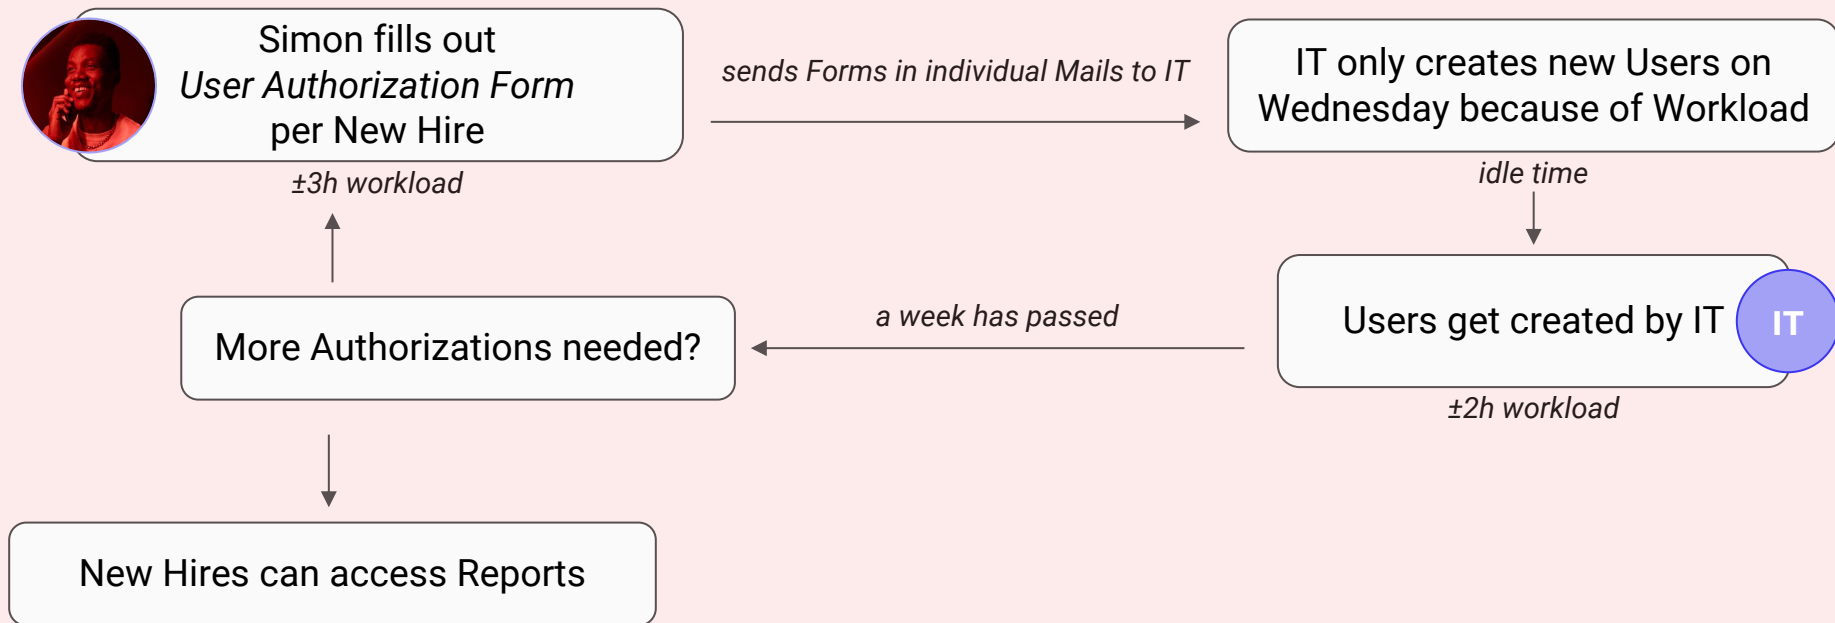 Simon fills out
User Authorization Form
per New Hire
±3h workload
sends Forms in individual Mails to IT
IT only creates new Users on
Wednesday because of Workload
idle time
Users get created by IT
IT
±2h workload
a week has passed
More Authorizations needed?
New Hires can access Reports